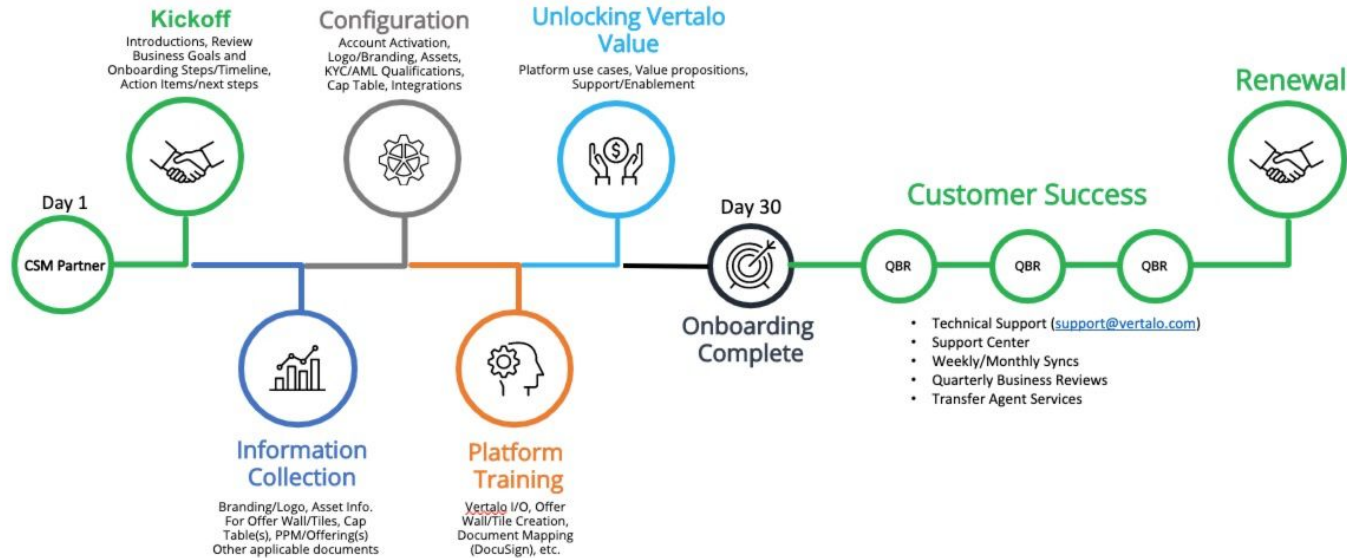 Kickoff
Introductions, Review
Business Goals and
Onboarding Steps/Timeline,
Action Items/next steps
Configuration
Account Activation,
Logo/Branding, Assets,
KYC/AML Qualifications,
Cap Table, Integrations
Unlocking Vertalo
Value
Platform use cases, Value propositions,
Support/Enablement
Renewal
Day 1
CSM Partner
Day 30
Onboarding
Complete
Customer Success
QBR
QBR
QBR
• Technical Support (support@vertalo.com)
• Support Center
• Weekly/Monthly Syncs
• Quarterly Business Reviews
• Transfer Agent Services
Information
Collection
Branding/Logo, Asset Info.
For Offer Wall/Tiles, Cap
Table(s), PPM/Offering(s)
Other applicable documents
Platform
Training
Vertalo I/O, Offer
Wall/Tile Creation,
Document Mapping
(DocuSign), etc.
$